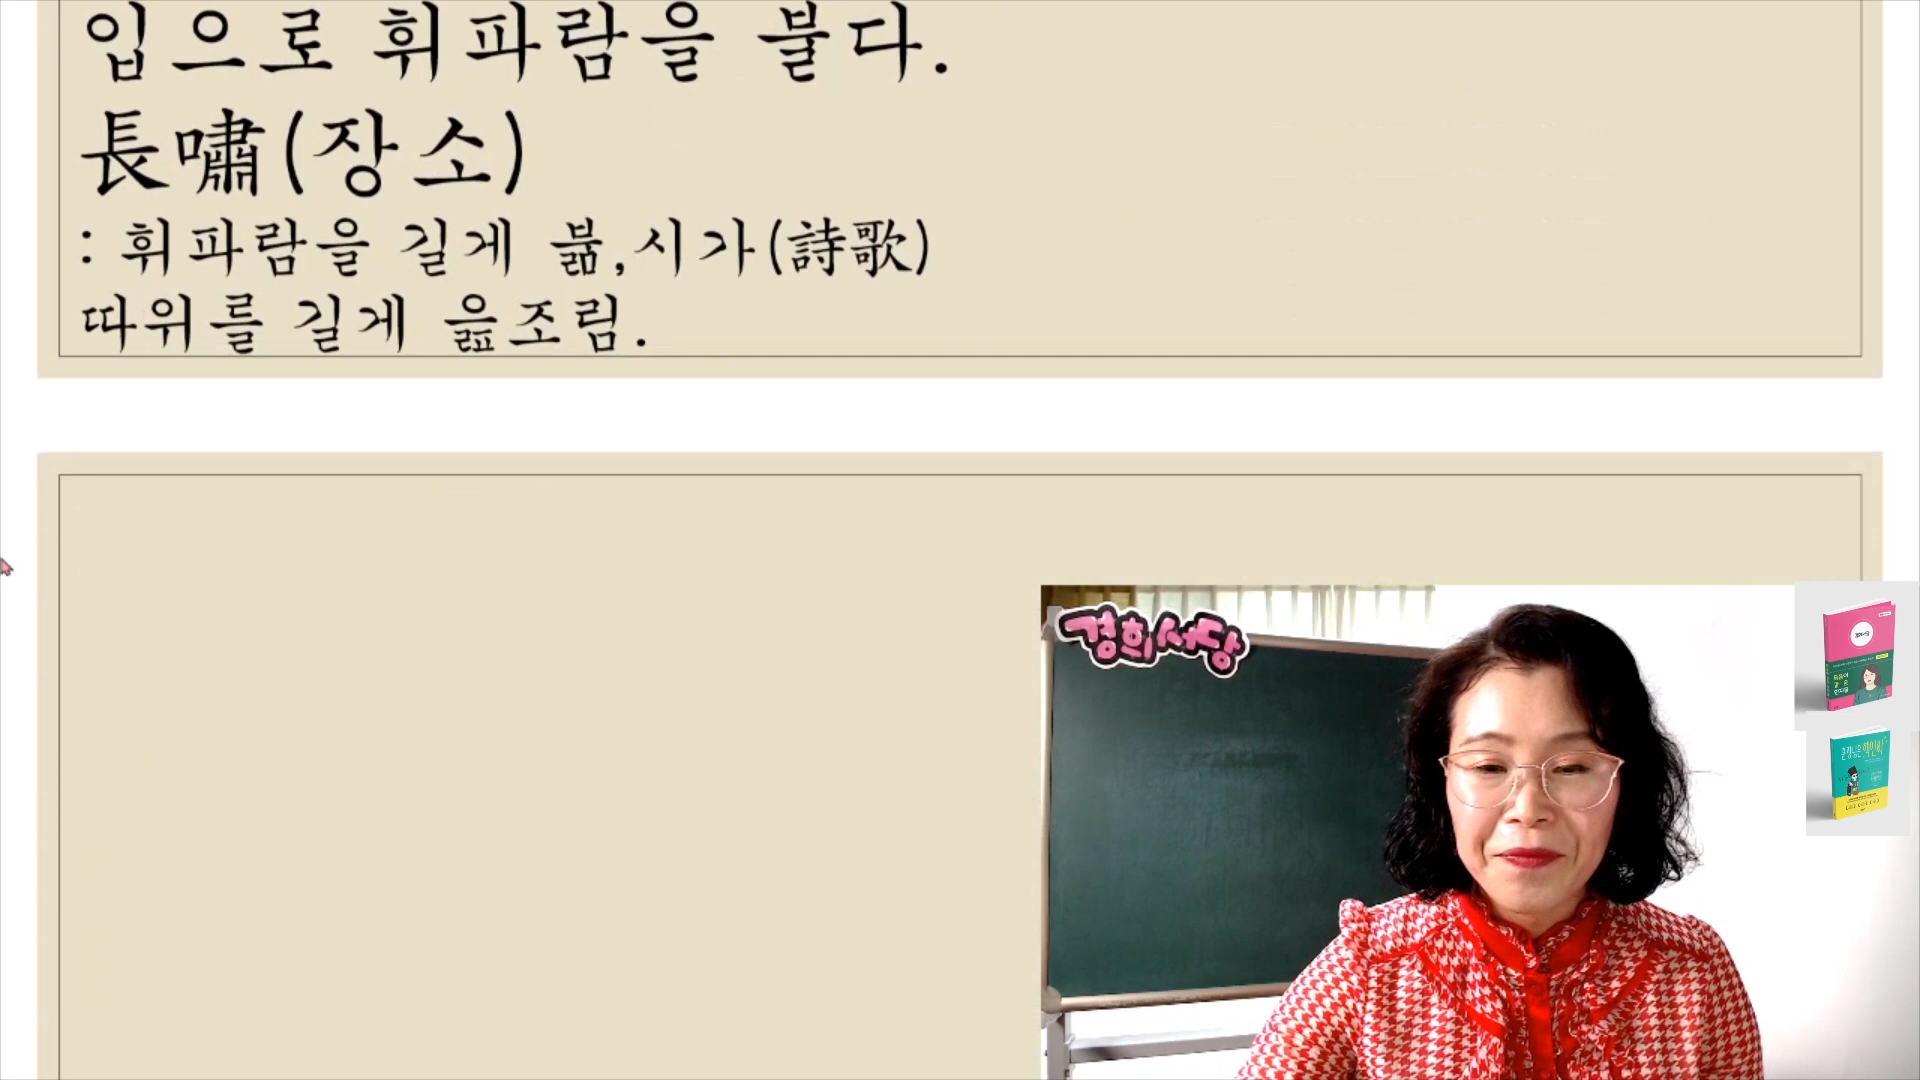 입으로 휘파람을 불다.
長嘯(장소)
: 휘파람을 길게 붊,시가(詩歌)
따위를 길게 읊조림.
경희서당